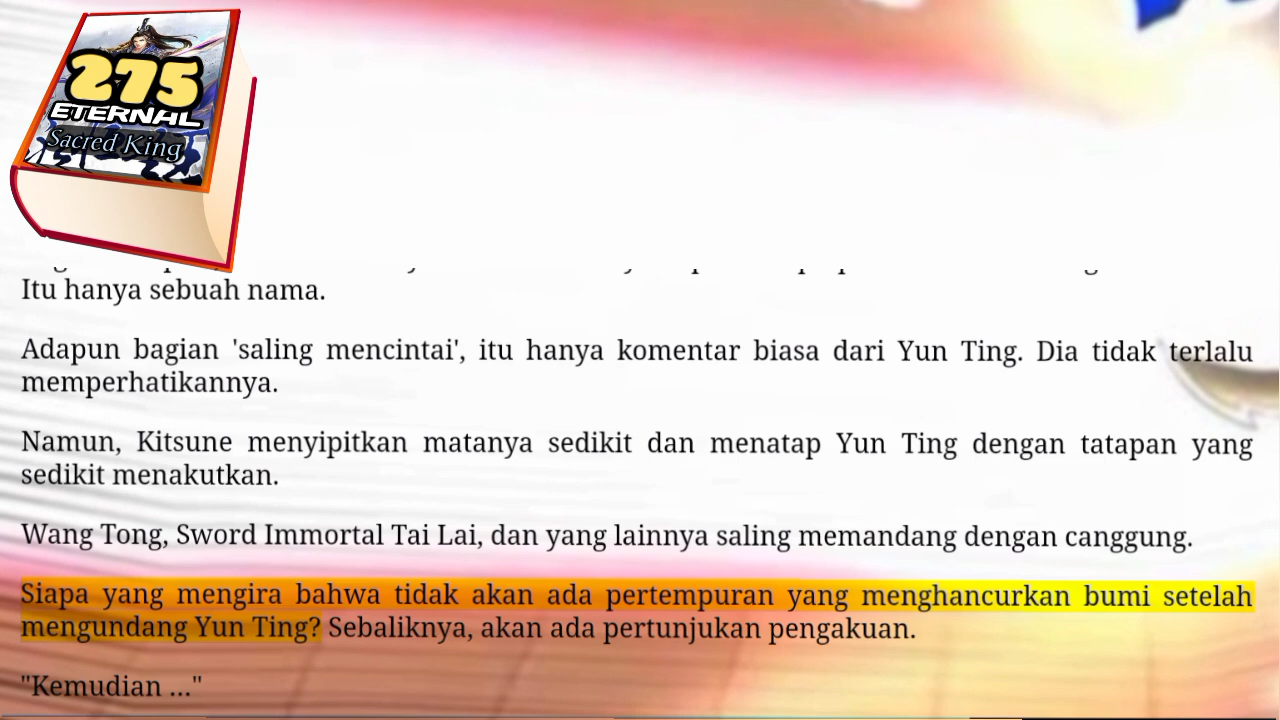 275
ETERNAL
Sacred King
Itu hanya sebuah nama.
Adapun bagian 'saling mencintai', itu hanya komentar biasa dari Yun Ting. Dia tidak terlalu
memperhatikannya.
Namun, Kitsune menyipitkan matanya sedikit dan menatap Yun Ting dengan tatapan yang
sedikit menakutkan.
Wang Tong, Sword Immortal Tai Lai, dan yang lainnya saling memandang dengan canggung.
Siapa yang mengira bahwa tidak akan ada pertempuran yang menghancurkan bumi setelah
mengundang Yun Ting? Sebaliknya, akan ada pertunjukan pengakuan.
"Kemudian ..."